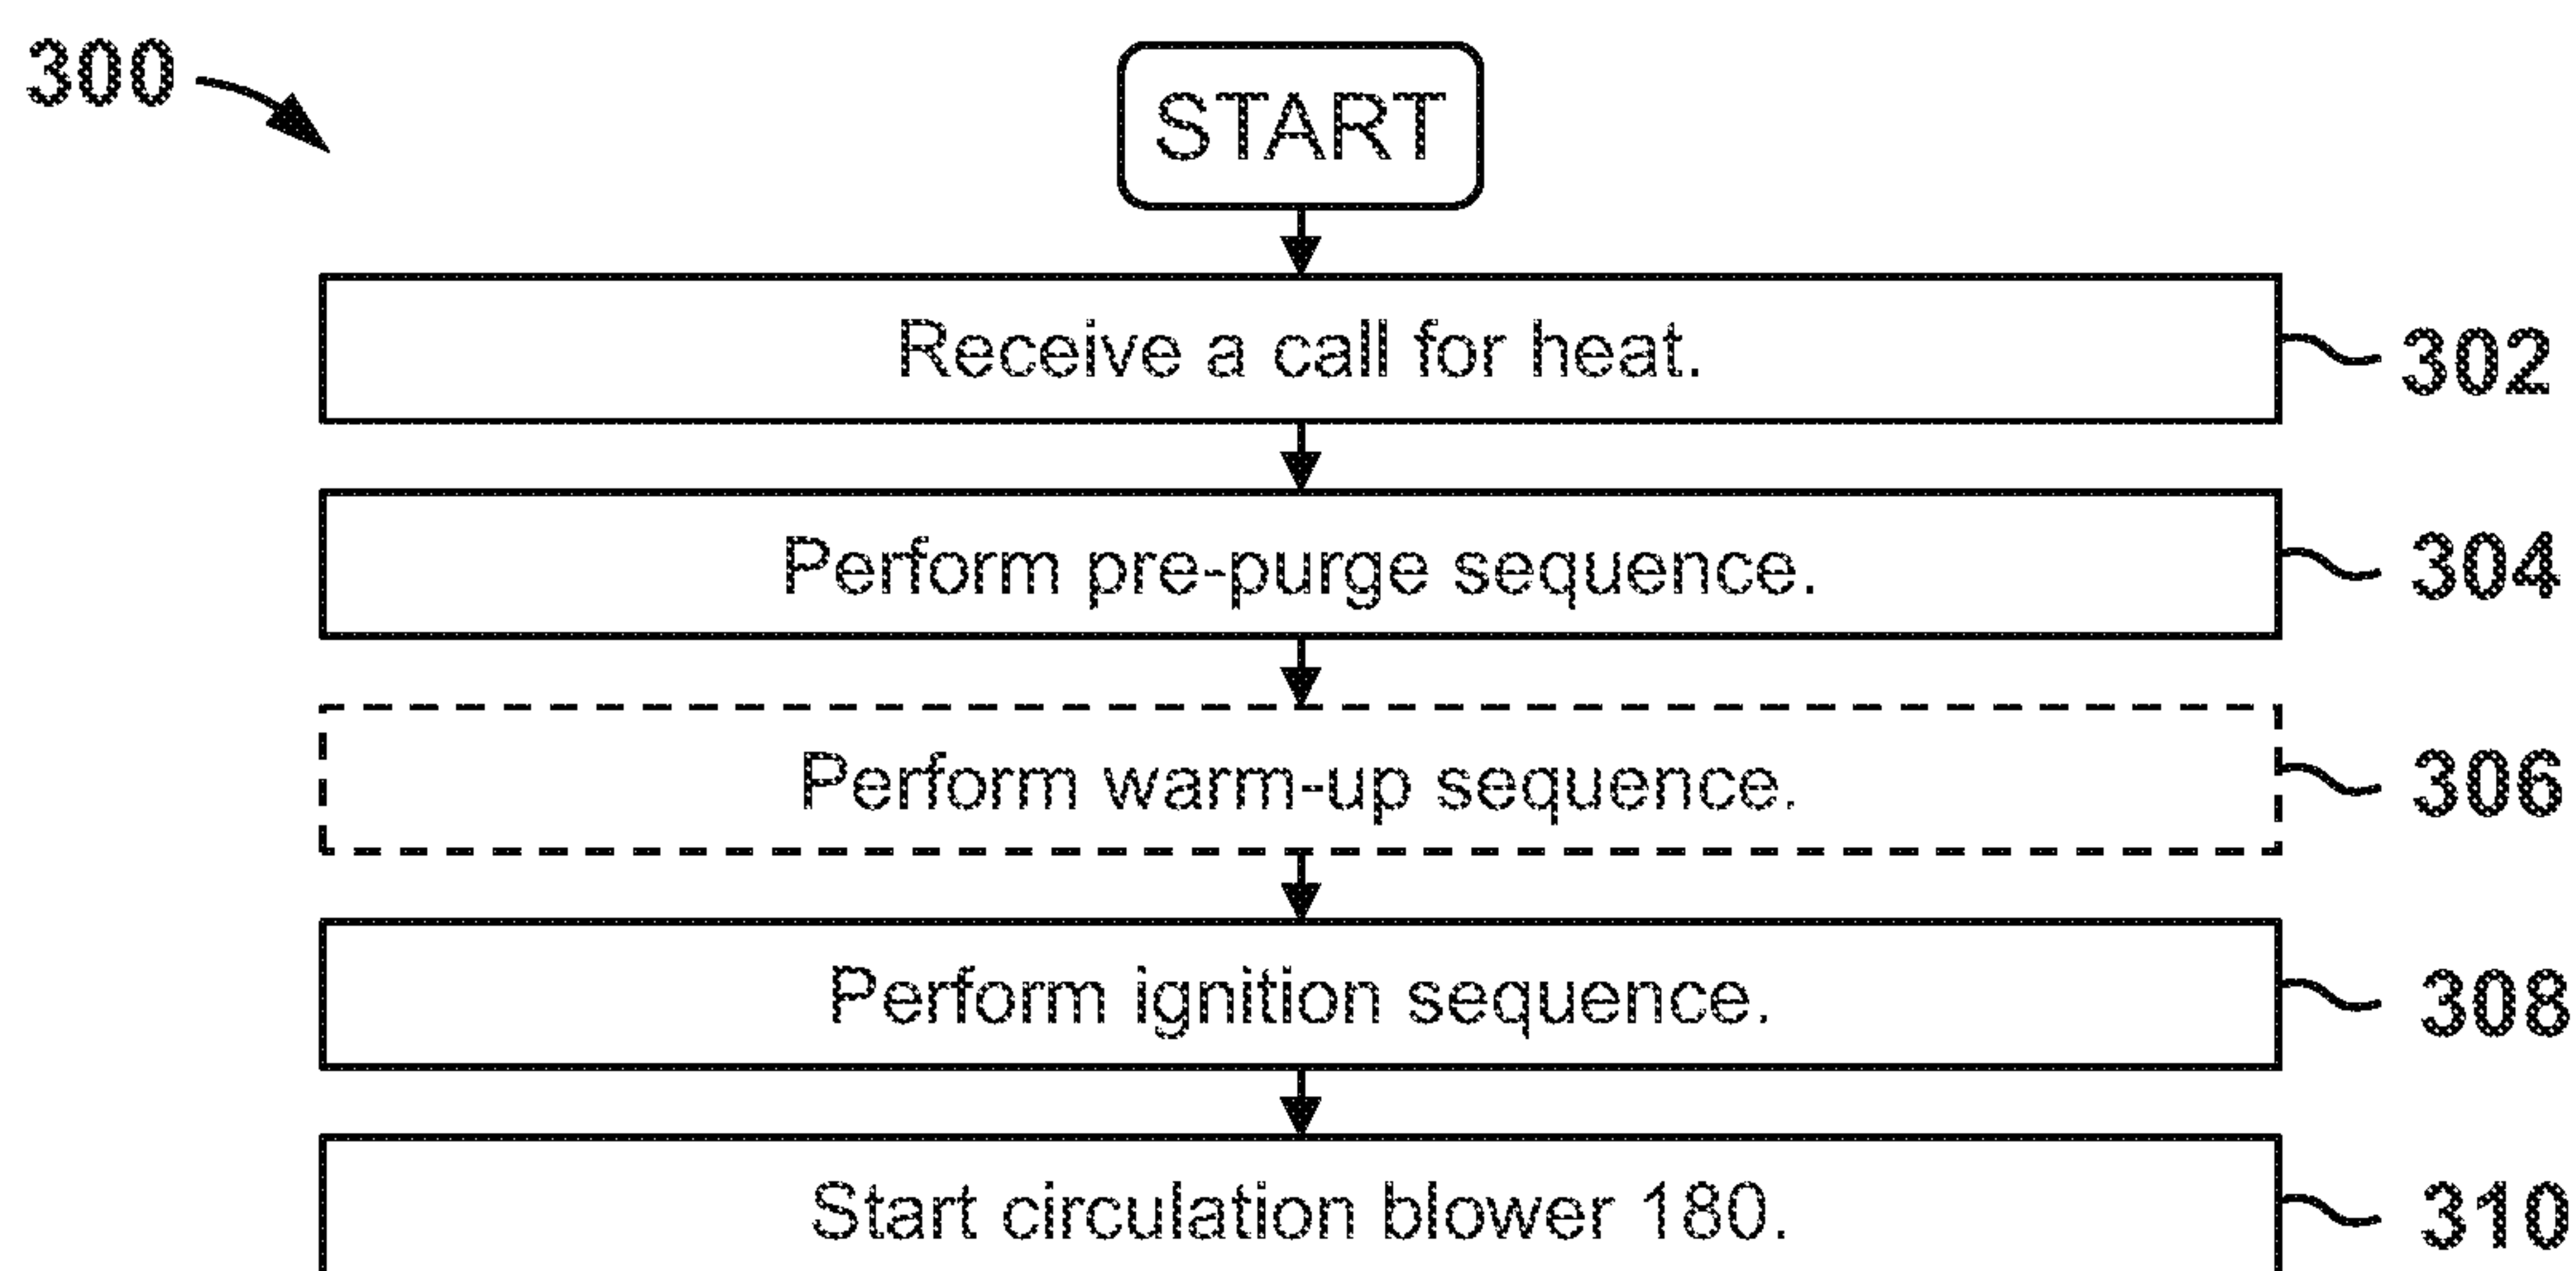 300
START
Receive a call for heat.
302
Perform pre-purge sequence.
304
Perform warm-up sequence.
306
Perform ignition sequence.
308
Start circulation blower 180.
310